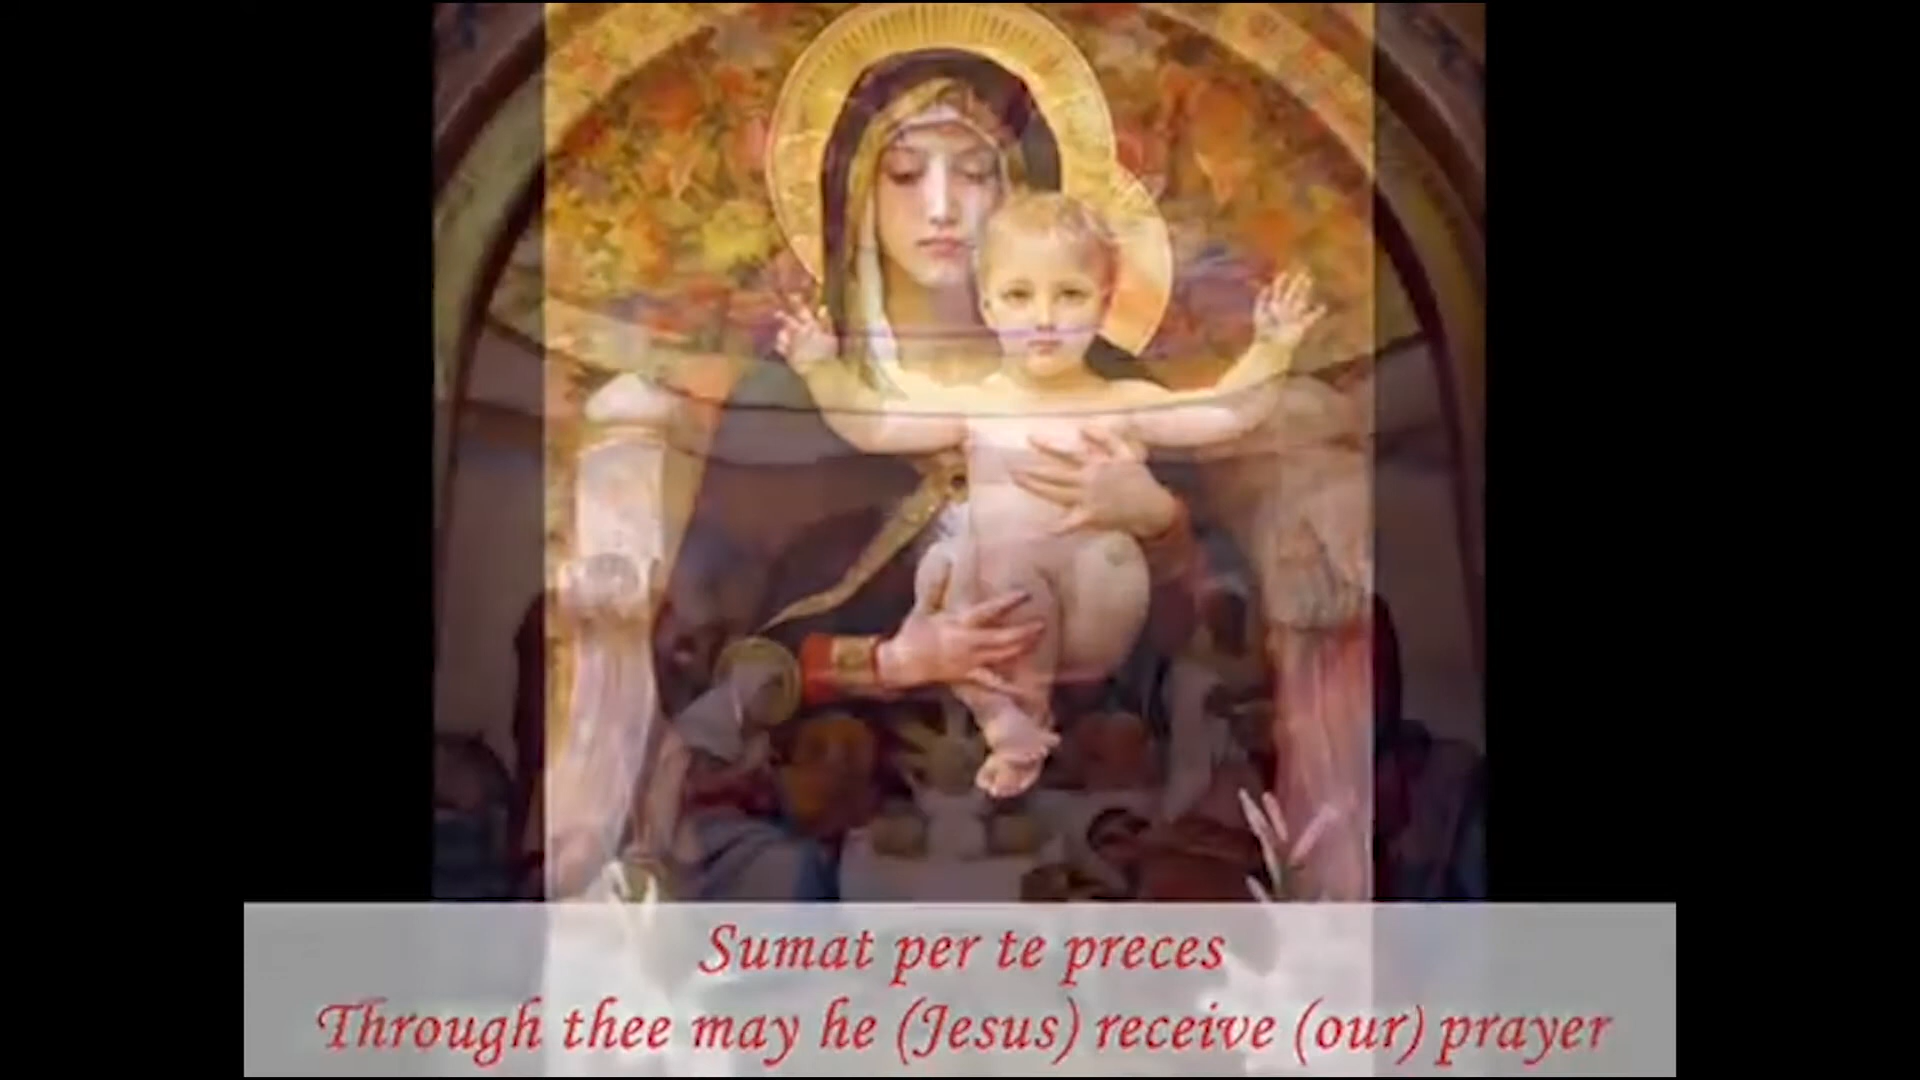 Sumat per te preces
Through thee may he (Jesus) receive (our) prayer